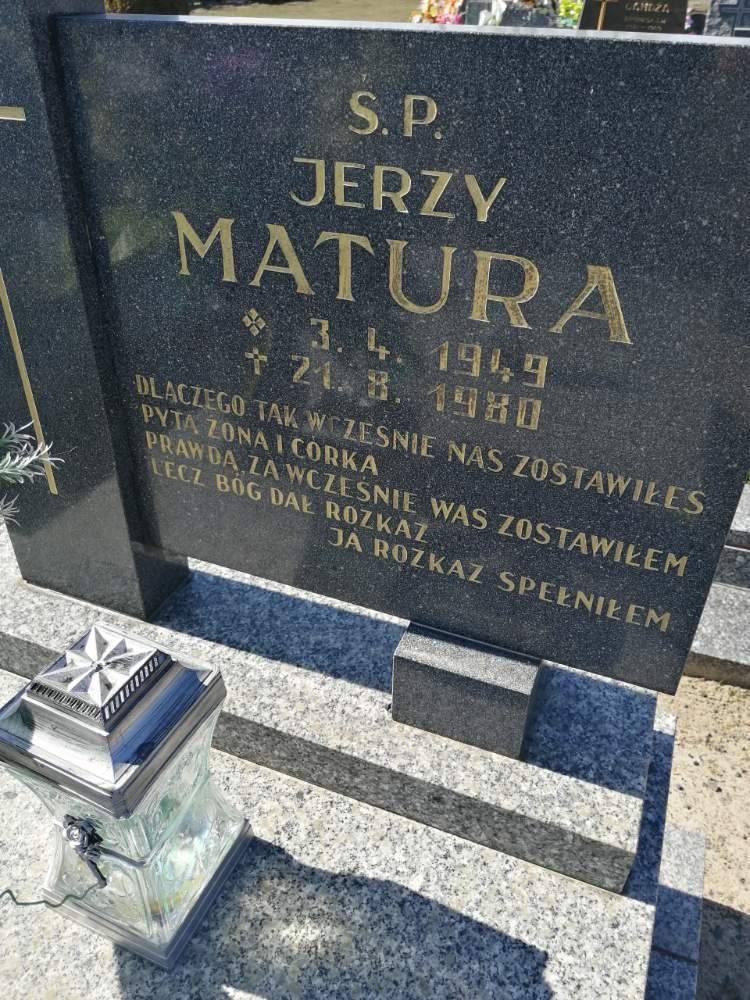 Ś.P.
JERZY
MATURA
3. 4. 1949
21. 8. 1980
DLACZEGO TAK WCZEŚNIE NAS ZOSTAWIŁEŚ
PYTA ŻONA I CÓRKA
PRAWDA, ZA WCZEŚNIE WAS ZOSTAWIŁEM
LECZ BÓG DAŁ ROZKAZ
JA ROZKAZ SPEŁNIŁEM